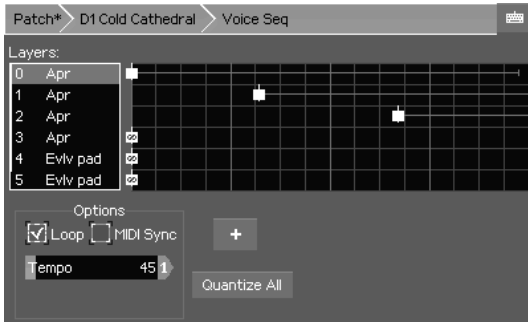 Patch* D1 Cold Cathedral Voice Seq
Layers:
0 Apr
1 Apr
2 Apr
3 Apr
4 Evlv pad
5 Evlv pad
Options
Loop MIDI Sync
+
Tempo 45 1
Quantize All